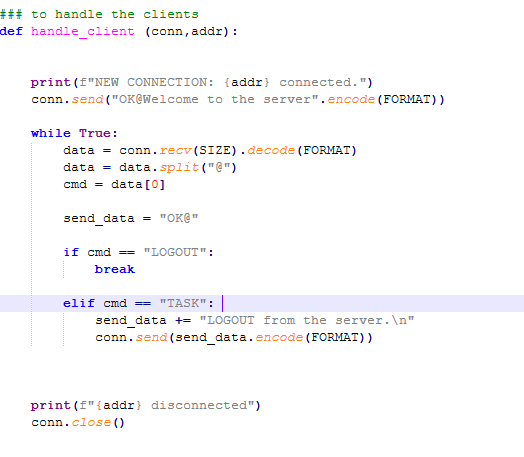 ### to handle the clients
def handle_client (conn,addr):
print(f"NEW CONNECTION: {addr} connected.")
conn.send("OK@Welcome to the server".encode(FORMAT))
while True:
data = conn.recv(SIZE).decode(FORMAT)
data = data.split("@")
cmd = data[0]
send_data = "OK@"
if cmd == "LOGOUT":
break
elif cmd == "TASK":
send_data += "LOGOUT from the server.\n"
conn.send(send_data.encode(FORMAT))
print(f"{addr} disconnected")
conn.close()